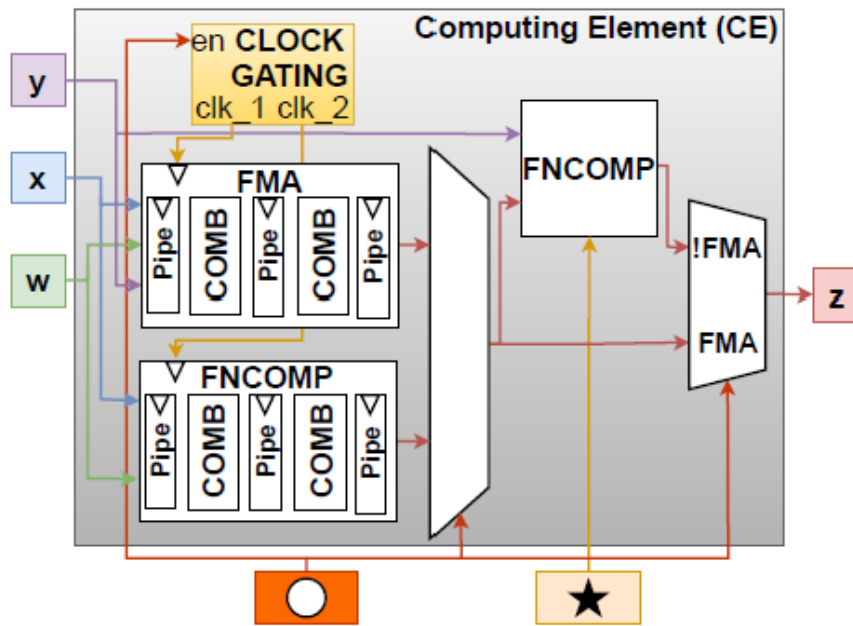 Computing Element (CE)
en CLOCK
GATING
clk_1 clk_2
y
x
w
FMA
Pipe
COMB
Pipe
COMB
Pipe
FNCOMP
Pipe
COMB
Pipe
COMB
Pipe
FNCOMP
!FMA
FMA
z